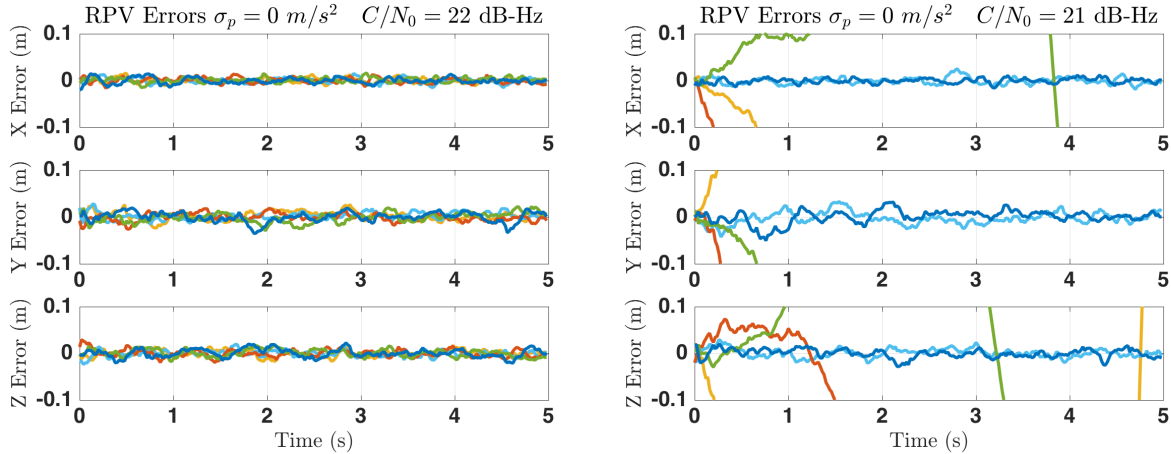 RPV Errors σ_p = 0 m/s² C/N₀ = 22 dB-Hz
X Error (m)
0.1
0
-0.1
0 1 2 3 4 5
Y Error (m)
0.1
0
-0.1
0 1 2 3 4 5
Z Error (m)
0.1
0
-0.1
0 1 2 3 4 5
Time (s)
RPV Errors σ_p = 0 m/s² C/N₀ = 21 dB-Hz
X Error (m)
0.1
0
-0.1
0 1 2 3 4 5
Y Error (m)
0.1
0
-0.1
0 1 2 3 4 5
Z Error (m)
0.1
0
-0.1
0 1 2 3 4 5
Time (s)